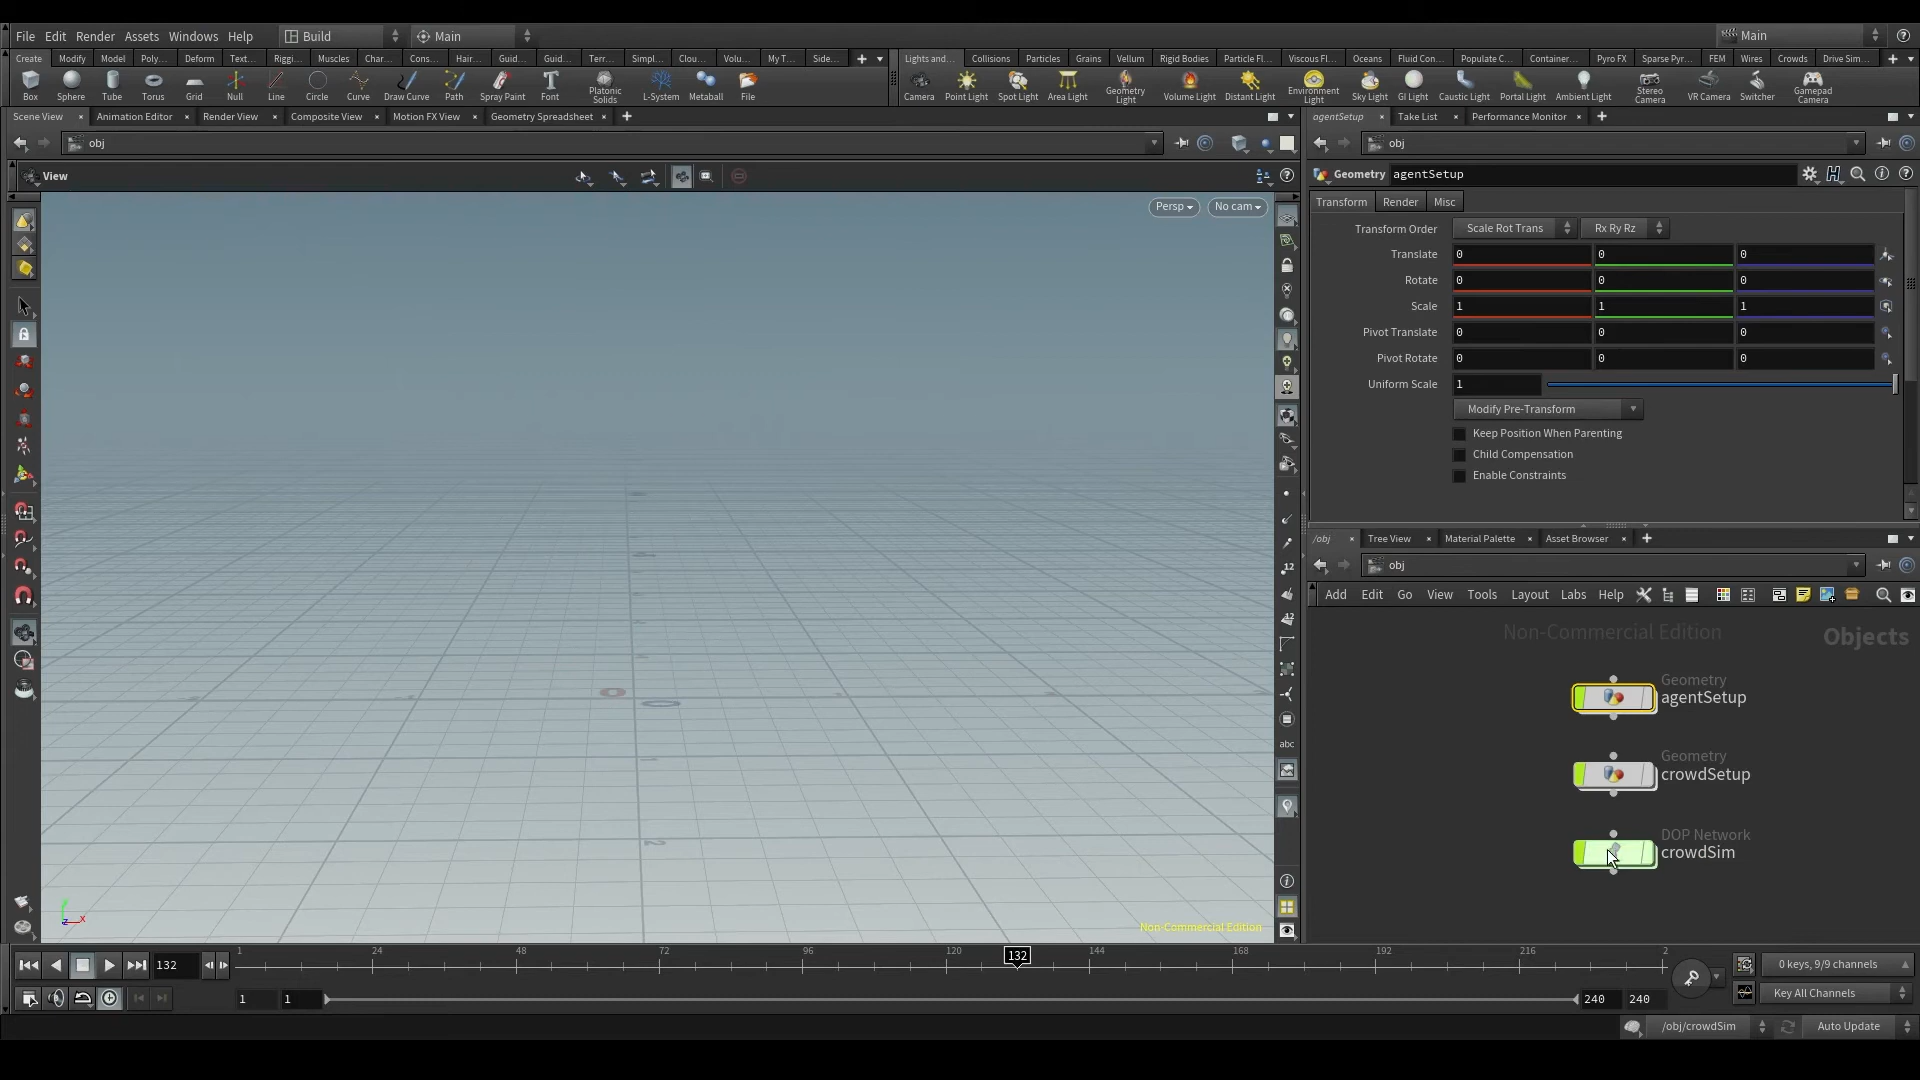 File Edit Render Assets Windows Help Build Main Main
Create Modify Model Poly... Deform Text... Riggi... Muscles Char... Cons... Hair... Guid... Guid... Terr... Simpl... Clou... Volu... My T... Side... Lights and... Collisions Particles Grains Vellum Rigid Bodies Particle Fl... Viscous Fl... Oceans Fluid Con... Populate C... Container... Pyro FX Sparse Pyr... FEM Wires Crowds Drive Sim...
Box Sphere Tube Torus Grid Null Line Circle Curve Draw Curve Path Spray Paint Font Platonic Solids L-System Metaball File Camera Point Light Spot Light Area Light Geometry Light Volume Light Distant Light Environment Light Sky Light GI Light Caustic Light Portal Light Ambient Light Stereo Camera VR Camera Switcher Gamepad Camera
Scene View Animation Editor Render View Composite View Motion FX View Geometry Spreadsheet
agentSetup Take List Performance Monitor
obj
obj
View
Geometry agentSetup
Persp No cam
Transform Render Misc
Transform Order Scale Rot Trans Rx Ry Rz
Translate 0 0 0
Rotate 0 0 0
Scale 1 1 1
Pivot Translate 0 0 0
Pivot Rotate 0 0 0
Uniform Scale 1
Modify Pre-Transform
Keep Position When Parenting
Child Compensation
Enable Constraints
/obj Tree View Material Palette Asset Browser
obj
Add Edit Go View Tools Layout Labs Help
Non-Commercial Edition Objects
Geometry
agentSetup
Geometry
crowdSetup
DOP Network
crowdSim
12
12
abc
Non-Commercial Edition
132 1 24 48 72 96 120 132 144 168 192 216 2
0 keys, 9/9 channels
1 1 240 240
Key All Channels
/obj/crowdSim Auto Update